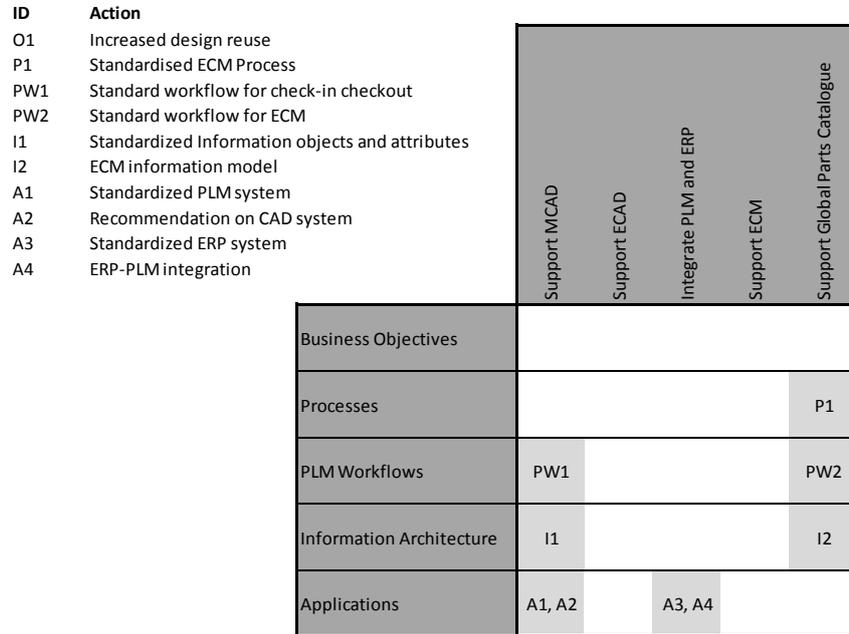 ID Action
O1 Increased design reuse
P1 Standardised ECM Process
PW1 Standard workflow for check-in checkout
PW2 Standard workflow for ECM
I1 Standardized Information objects and attributes
I2 ECM information model
A1 Standardized PLM system
A2 Recommendation on CAD system
A3 Standardized ERP system
A4 ERP-PLM integration
Support MCAD
Support ECAD
Integrate PLM and ERP
Support ECM
Support Global Parts Catalogue
Business Objectives
Processes P1
PLM Workflows PW1 PW2
Information Architecture I1 I2
Applications A1, A2 A3, A4